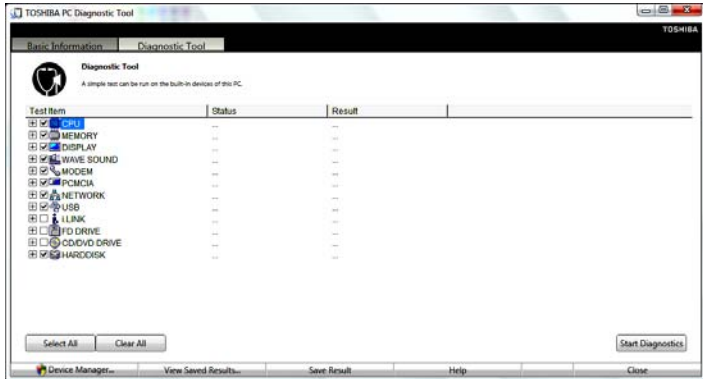 TOSHIBA PC Diagnostic Tool
TOSHIBA
Basic Information Diagnostic Tool
Diagnostic Tool
A simple test can be run on the built-in devices of this PC.
Test Item Status Result
CPU ... ...
MEMORY ... ...
DISPLAY ... ...
WAVE SOUND ... ...
MODEM ... ...
PCMCIA ... ...
NETWORK ... ...
USB ... ...
i.LINK ... ...
FD DRIVE ... ...
CD/DVD DRIVE ... ...
HARDDISK ... ...
Select All Clear All Start Diagnostics
Device Manager... View Saved Results... Save Result Help Close